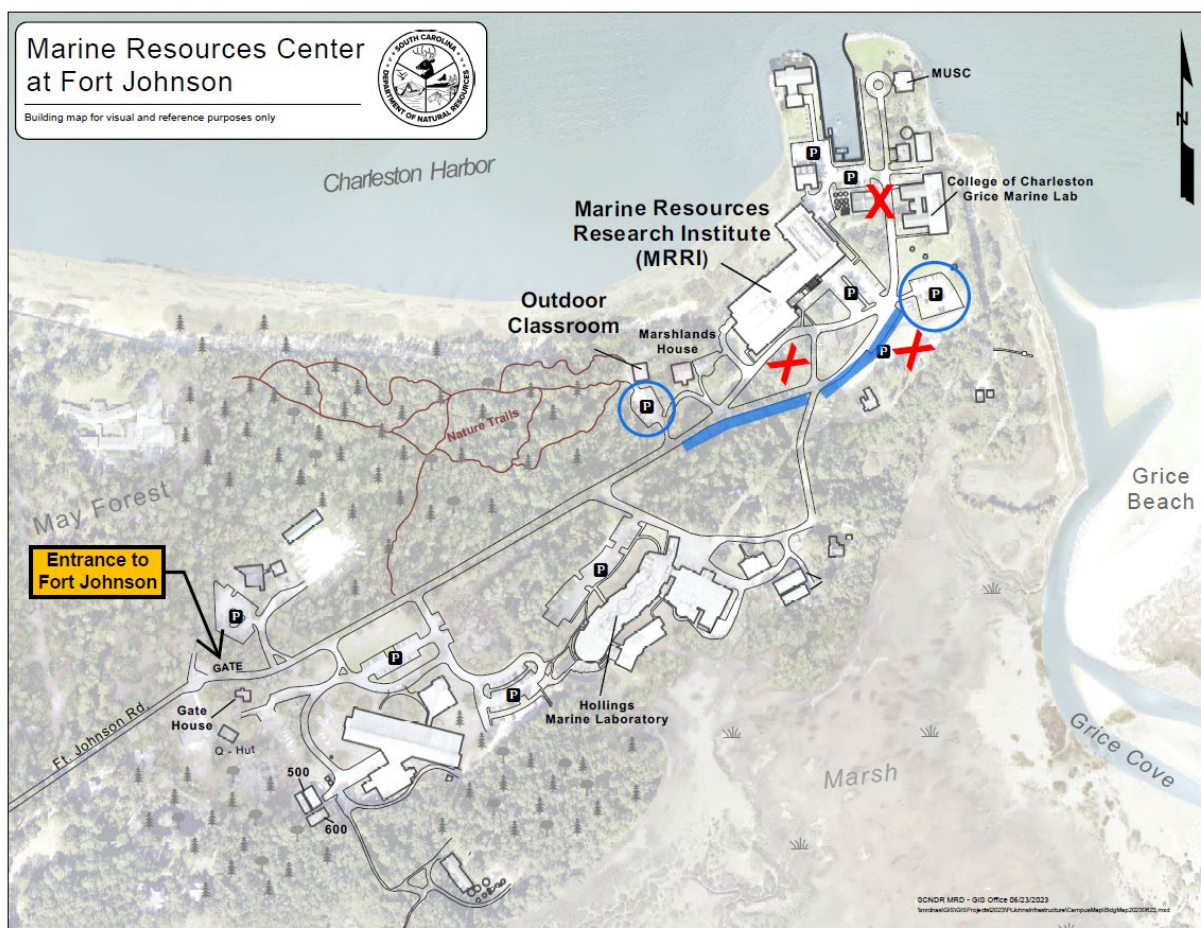 Marine Resources Center
at Fort Johnson
Building map for visual and reference purposes only
SOUTH CAROLINA
DEPARTMENT OF NATURAL RESOURCES
MUSC
N
Charleston Harbor
P
P
X
College of Charleston
Grice Marine Lab
Marine Resources
Research Institute
(MRRI)
P
P
Outdoor
Classroom
Marshlands
House
X
P
X
P
Nature Trails
Grice
Beach
May Forest
Entrance to
Fort Johnson
P
P
GATE
P
Gate
House
P
Hollings
Marine Laboratory
Ft. Johnson Rd.
Q - Hut
Grice Cove
500
Marsh
600
SCNDR MRD - GIS Office 06/23/2023